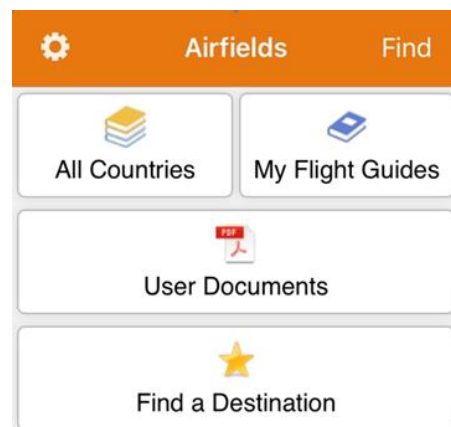 Airfields Find
All Countries My Flight Guides
PDF
User Documents
Find a Destination